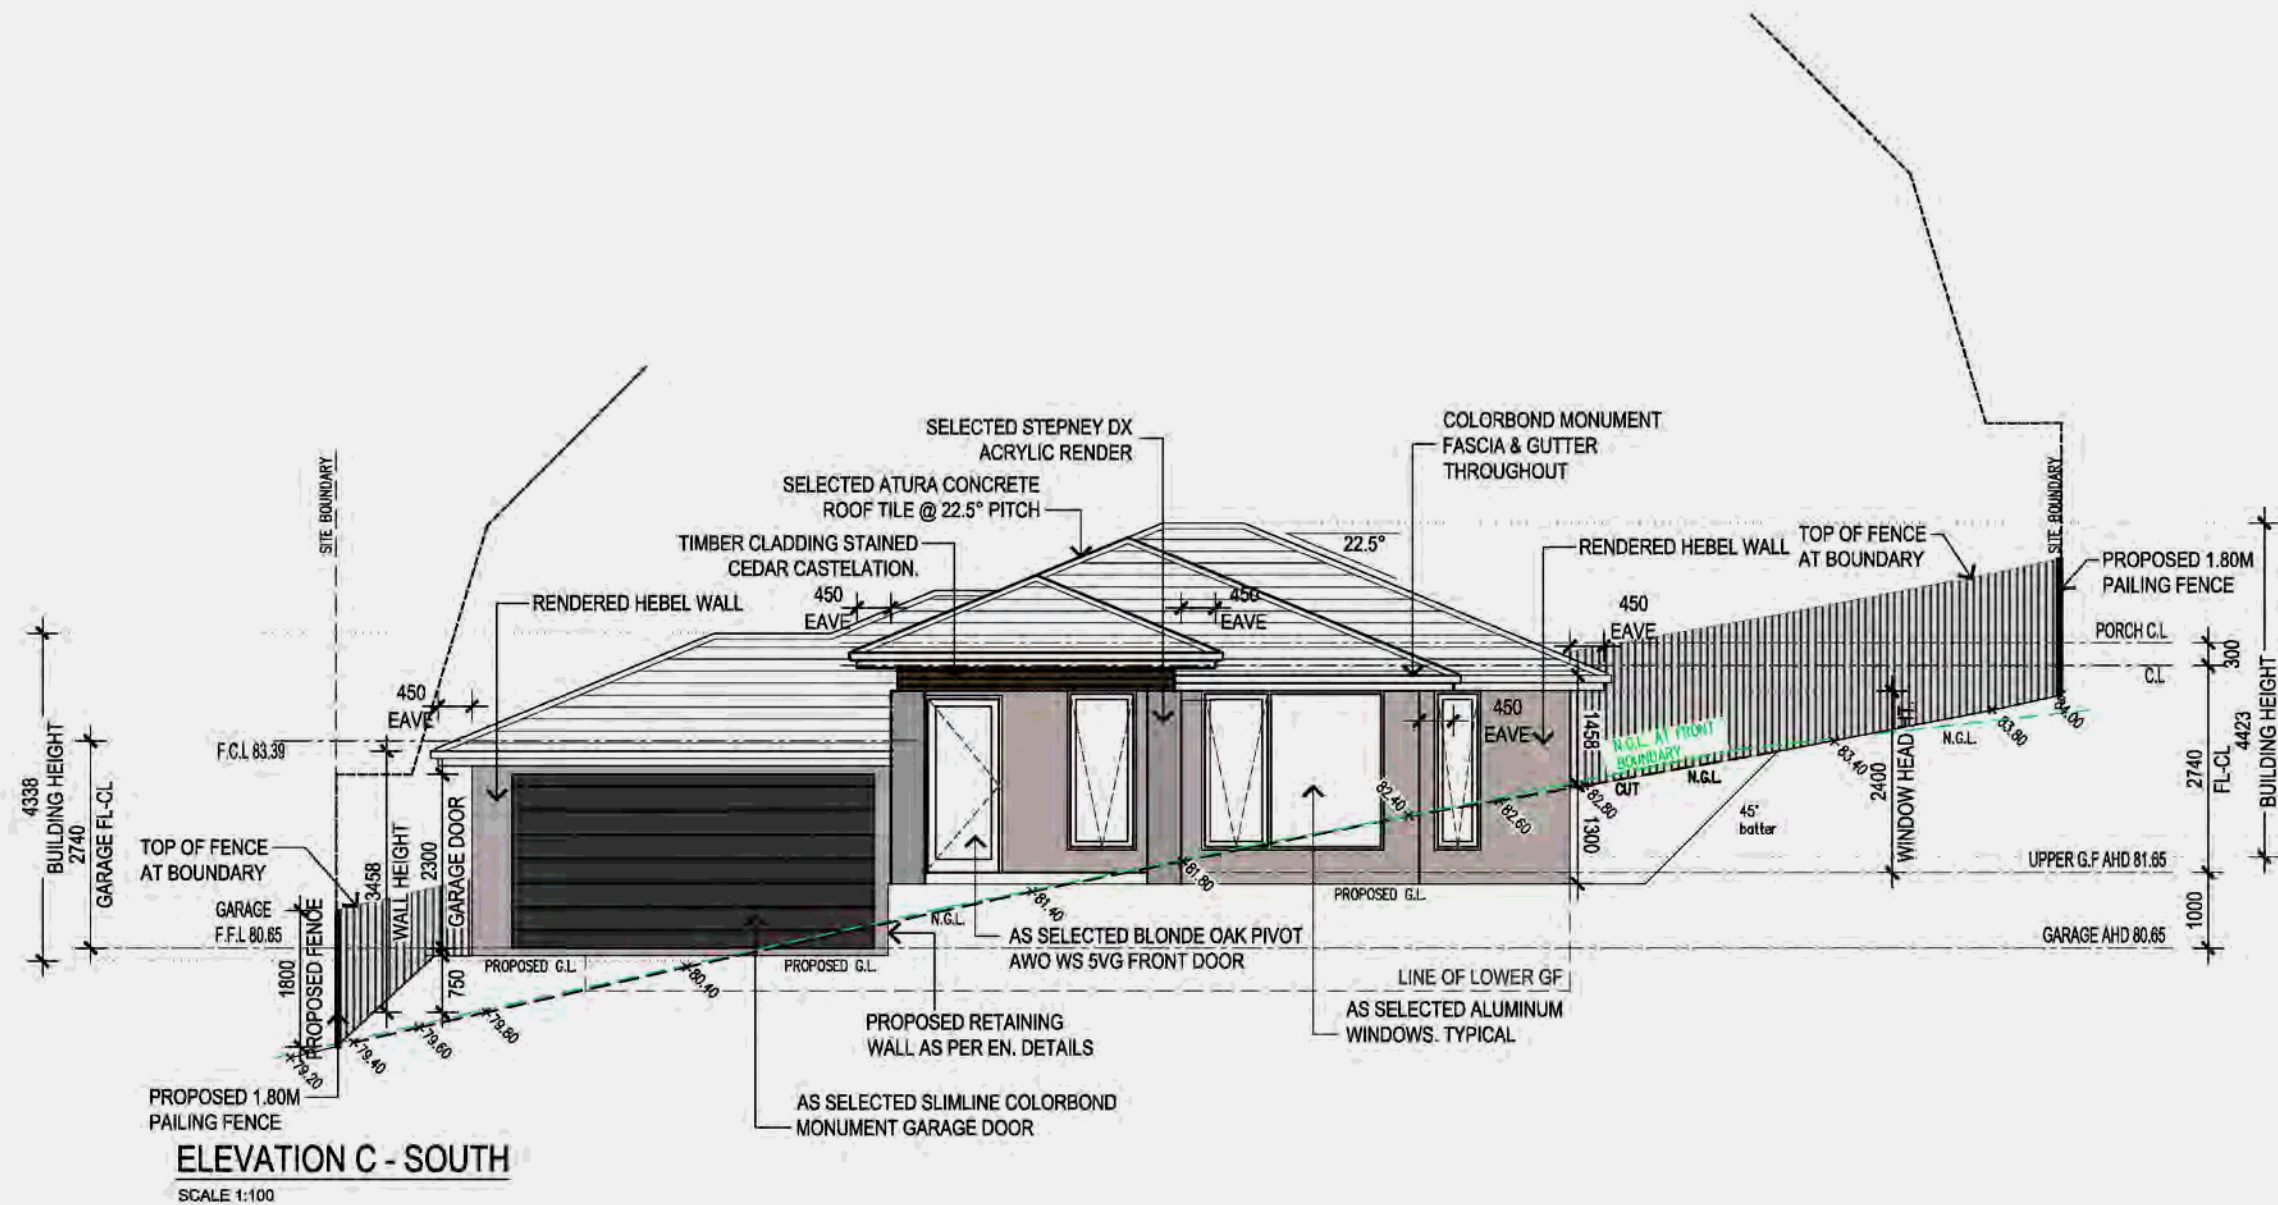 SELECTED STEPNEY DX
ACRYLIC RENDER
COLORBOND MONUMENT
FASCIA & GUTTER
THROUGHOUT
SELECTED ATURA CONCRETE
ROOF TILE @ 22.5° PITCH
TIMBER CLADDING STAINED
CEDAR CASTELATION.
22.5°
RENDERED HEBEL WALL
TOP OF FENCE
AT BOUNDARY
PROPOSED 1.80M
PAILING FENCE
SITE BOUNDARY
SITE BOUNDARY
RENDERED HEBEL WALL
450
EAVE
450
EAVE
450
EAVE
450
EAVE
450
EAVE
PORCH C.L
300
C.L
F.C.L 83.39
4338
BUILDING HEIGHT
2740
GARAGE FL-CL
TOP OF FENCE
AT BOUNDARY
GARAGE
F.F.L 80.65
3458
WALL HEIGHT
2300
GARAGE DOOR
1800
PROPOSED FENCE
750
1458
1300
N.G.L. AT FRONT
BOUNDARY
CUT
N.G.L.
N.G.L.
45°
batter
2400
WINDOW HEAD HT.
2740
FL-CL
4423
BUILDING HEIGHT
UPPER G.F AHD 81.65
1000
GARAGE AHD 80.65
PROPOSED G.L.
PROPOSED G.L.
PROPOSED G.L.
N.G.L.
79.20
79.40
79.60
79.80
80.40
81.40
81.80
82.40
82.60
82.80
83.40
83.80
84.00
AS SELECTED BLONDE OAK PIVOT
AWO WS 5VG FRONT DOOR
LINE OF LOWER GF
AS SELECTED ALUMINUM
WINDOWS. TYPICAL
PROPOSED RETAINING
WALL AS PER EN. DETAILS
AS SELECTED SLIMLINE COLORBOND
MONUMENT GARAGE DOOR
PROPOSED 1.80M
PAILING FENCE
ELEVATION C - SOUTH
SCALE 1:100